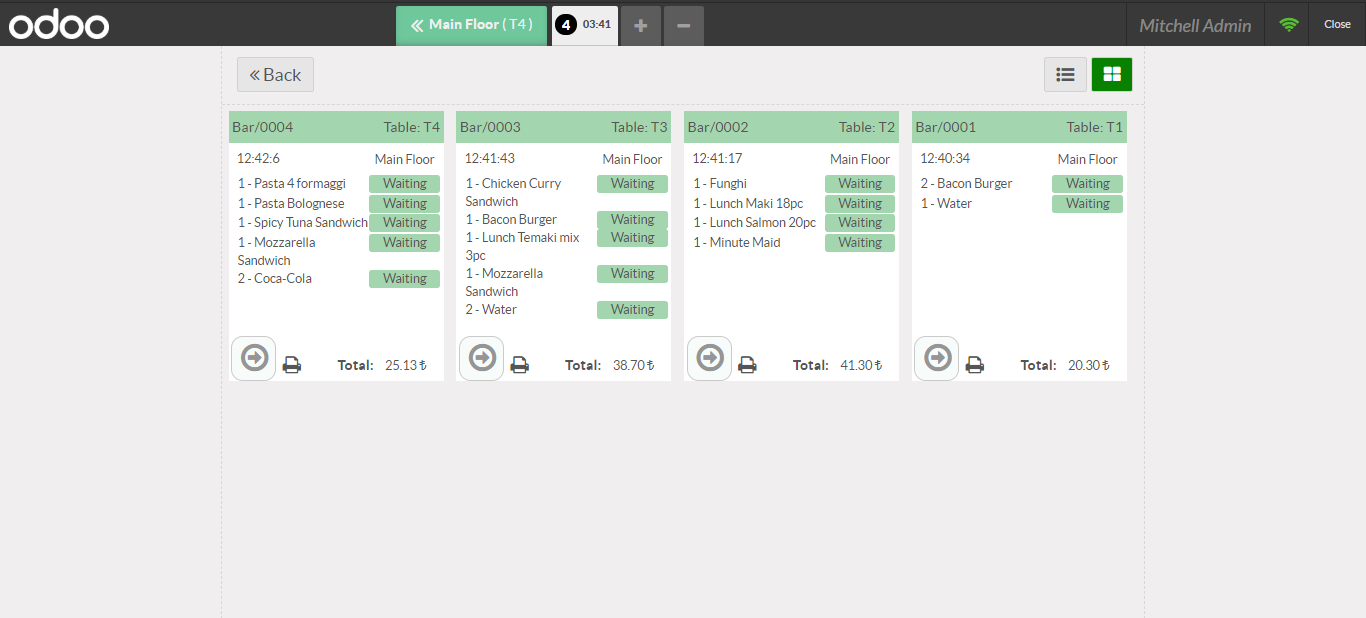 odoo
« Main Floor ( T4 )
4 03:41
+
−
Mitchell Admin
Close
« Back
Bar/0004 Table: T4
12:42:6 Main Floor
1 - Pasta 4 formaggi Waiting
1 - Pasta Bolognese Waiting
1 - Spicy Tuna Sandwich Waiting
1 - Mozzarella Waiting
Sandwich
2 - Coca-Cola Waiting
Total: 25.13 ₺
Bar/0003 Table: T3
12:41:43 Main Floor
1 - Chicken Curry Waiting
Sandwich
1 - Bacon Burger Waiting
1 - Lunch Temaki mix Waiting
3pc
1 - Mozzarella Waiting
Sandwich
2 - Water Waiting
Total: 38.70 ₺
Bar/0002 Table: T2
12:41:17 Main Floor
1 - Funghi Waiting
1 - Lunch Maki 18pc Waiting
1 - Lunch Salmon 20pc Waiting
1 - Minute Maid Waiting
Total: 41.30 ₺
Bar/0001 Table: T1
12:40:34 Main Floor
2 - Bacon Burger Waiting
1 - Water Waiting
Total: 20.30 ₺